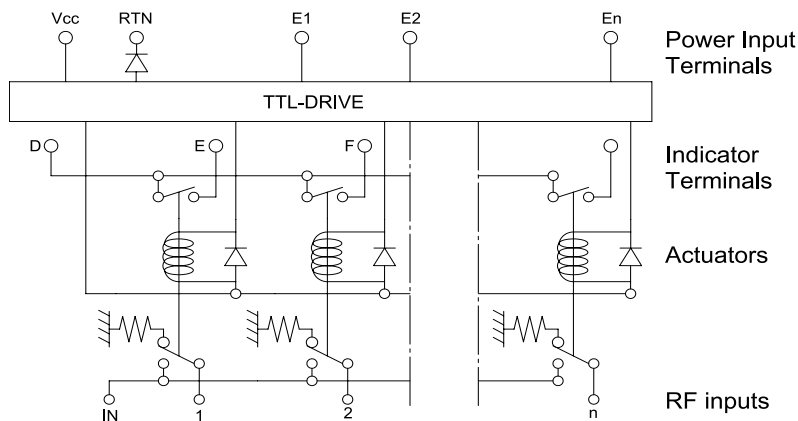 Vcc RTN E1 E2 En
Power Input
Terminals
TTL-DRIVE
D E F
Indicator
Terminals
Actuators
IN 1 2 n
RF inputs